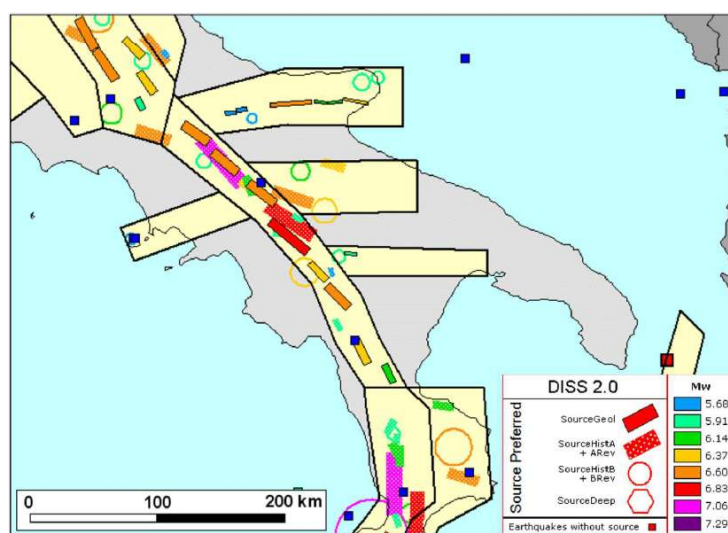 DISS 2.0
Mw
Source Preferred
SourceGeol
SourceHistA
+ ARev
SourceHistB
+ BRev
SourceDeep
Earthquakes without source
5.68
5.91
6.14
6.37
6.60
6.83
7.06
7.29
0 100 200 km